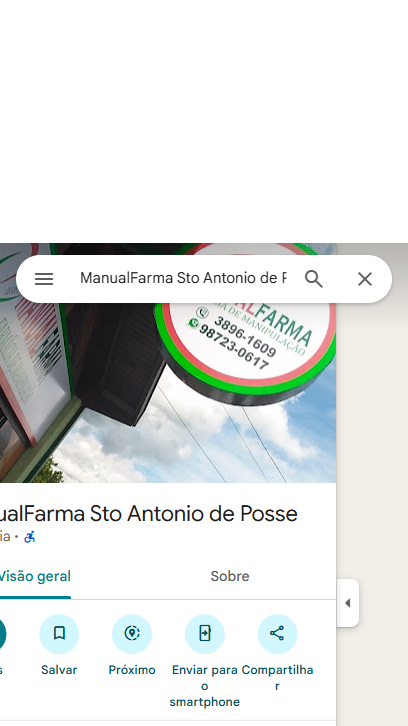 ManualFarma Sto Antonio de P
ALFARMA
IA DE MANIPULAÇÃO
3896-1609
98723-0617
ualFarma Sto Antonio de Posse
ia •
Visão geral
Sobre
s
Salvar
Próximo
Enviar para o smartphone
Compartilhar